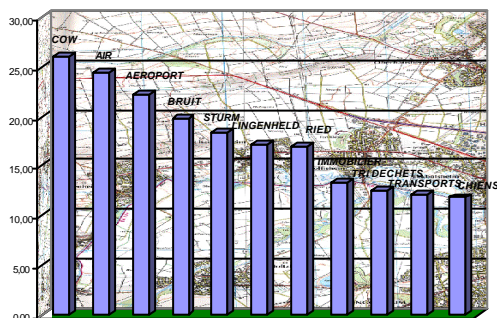 30,00
25,00
20,00
15,00
10,00
5,00
0,00
COW
AIR
AEROPORT
BRUIT
STURM
LINGENHELD
RIED
IMMOBILIER
TRI DECHETS
TRANSPORTS
CHIENS